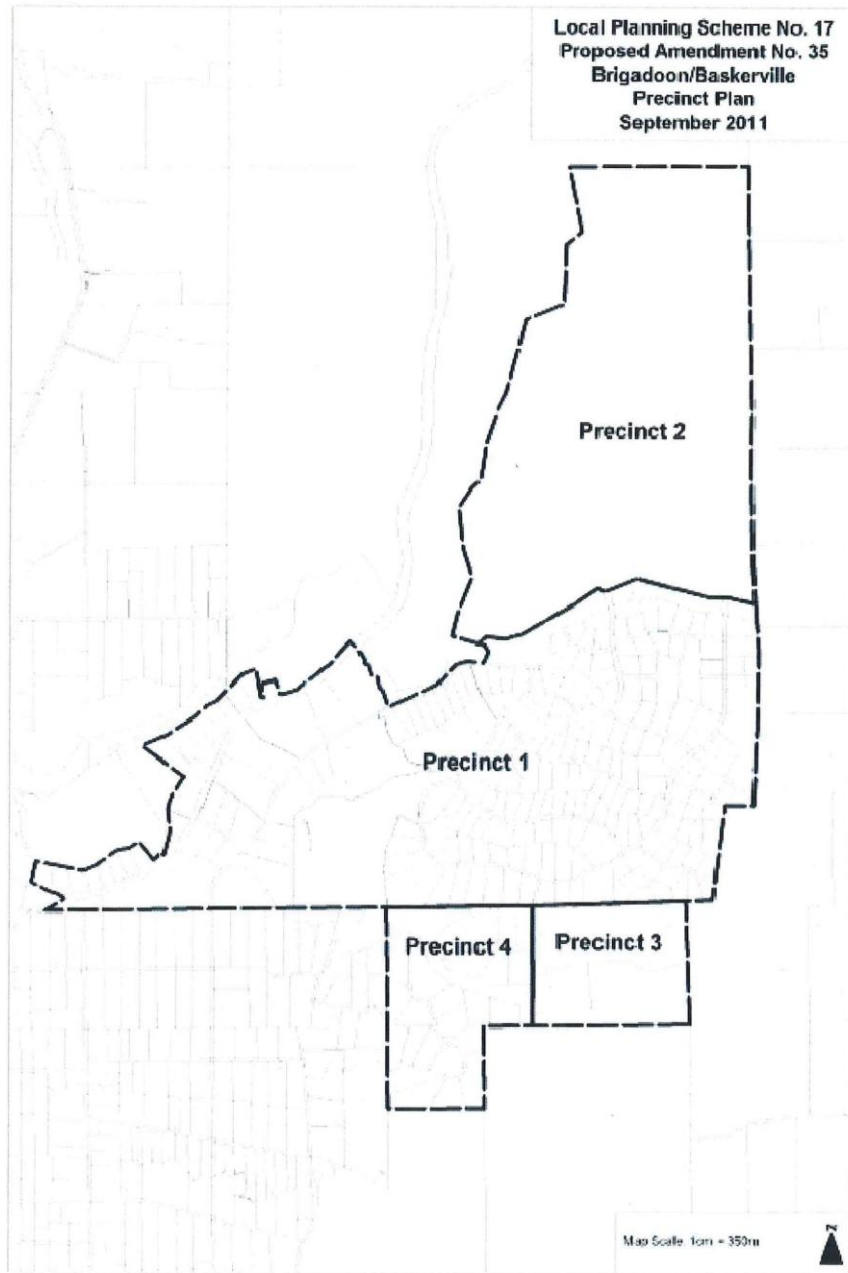 Local Planning Scheme No. 17
Proposed Amendment No. 35
Brigadoon/Baskerville
Precinct Plan
September 2011
Precinct 2
Precinct 1
Precinct 4
Precinct 3
Map Scale: 1cm = 350m
N